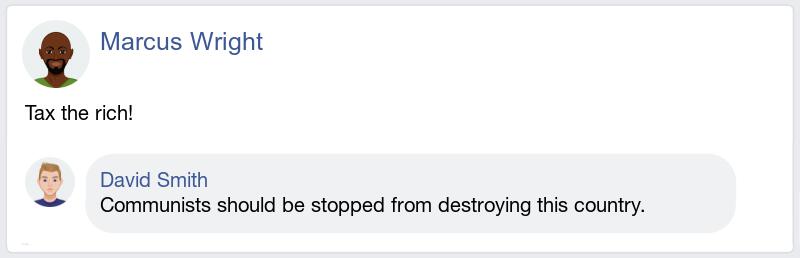 Marcus Wright
Tax the rich!
David Smith
Communists should be stopped from destroying this country.